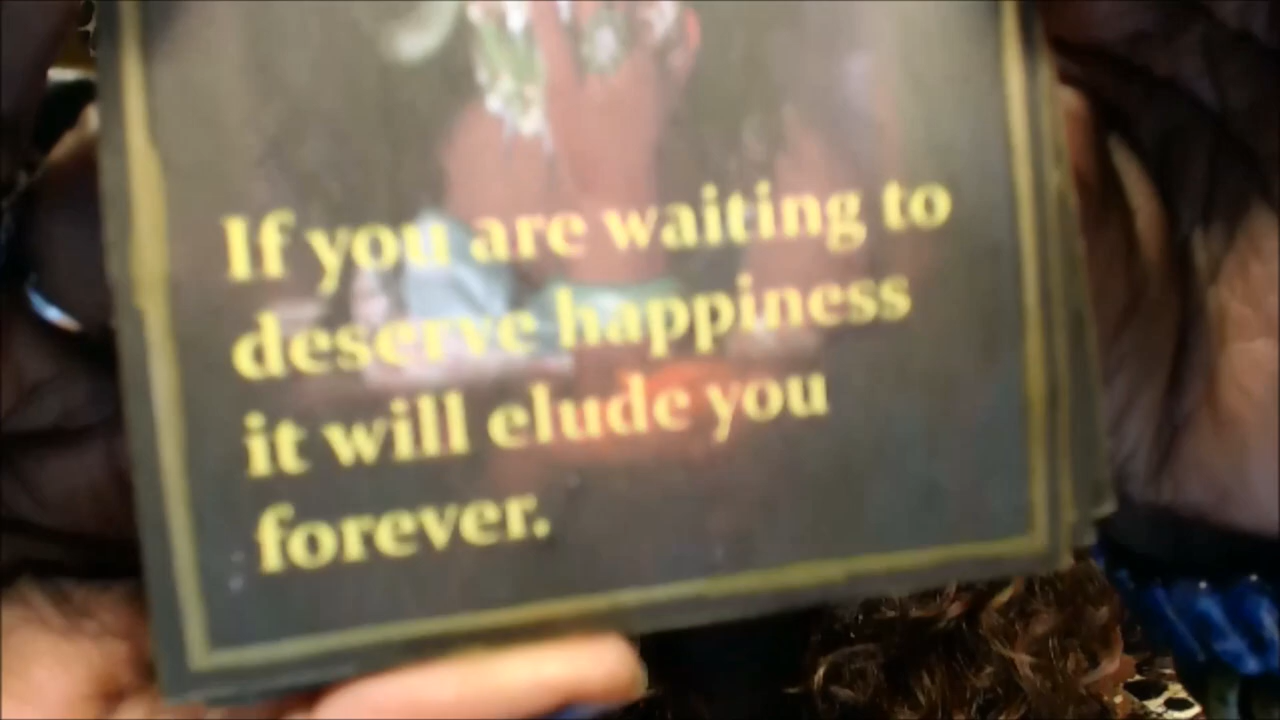 If you are waiting to
deserve happiness
it will elude you
forever.